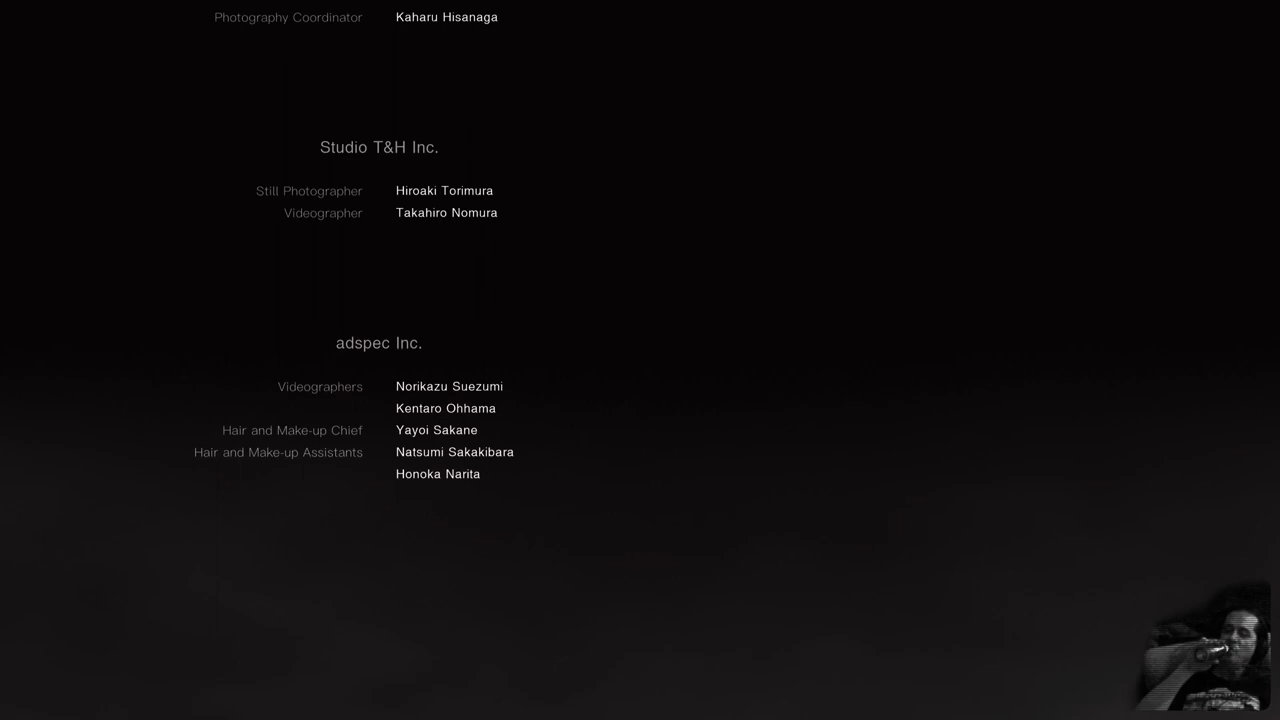 Photography Coordinator Kaharu Hisanaga
Studio T&H Inc.
Still Photographer Hiroaki Torimura
Videographer Takahiro Nomura
adspec Inc.
Videographers Norikazu Suezumi
Kentaro Ohhama
Hair and Make-up Chief Yayoi Sakane
Hair and Make-up Assistants Natsumi Sakakibara
Honoka Narita